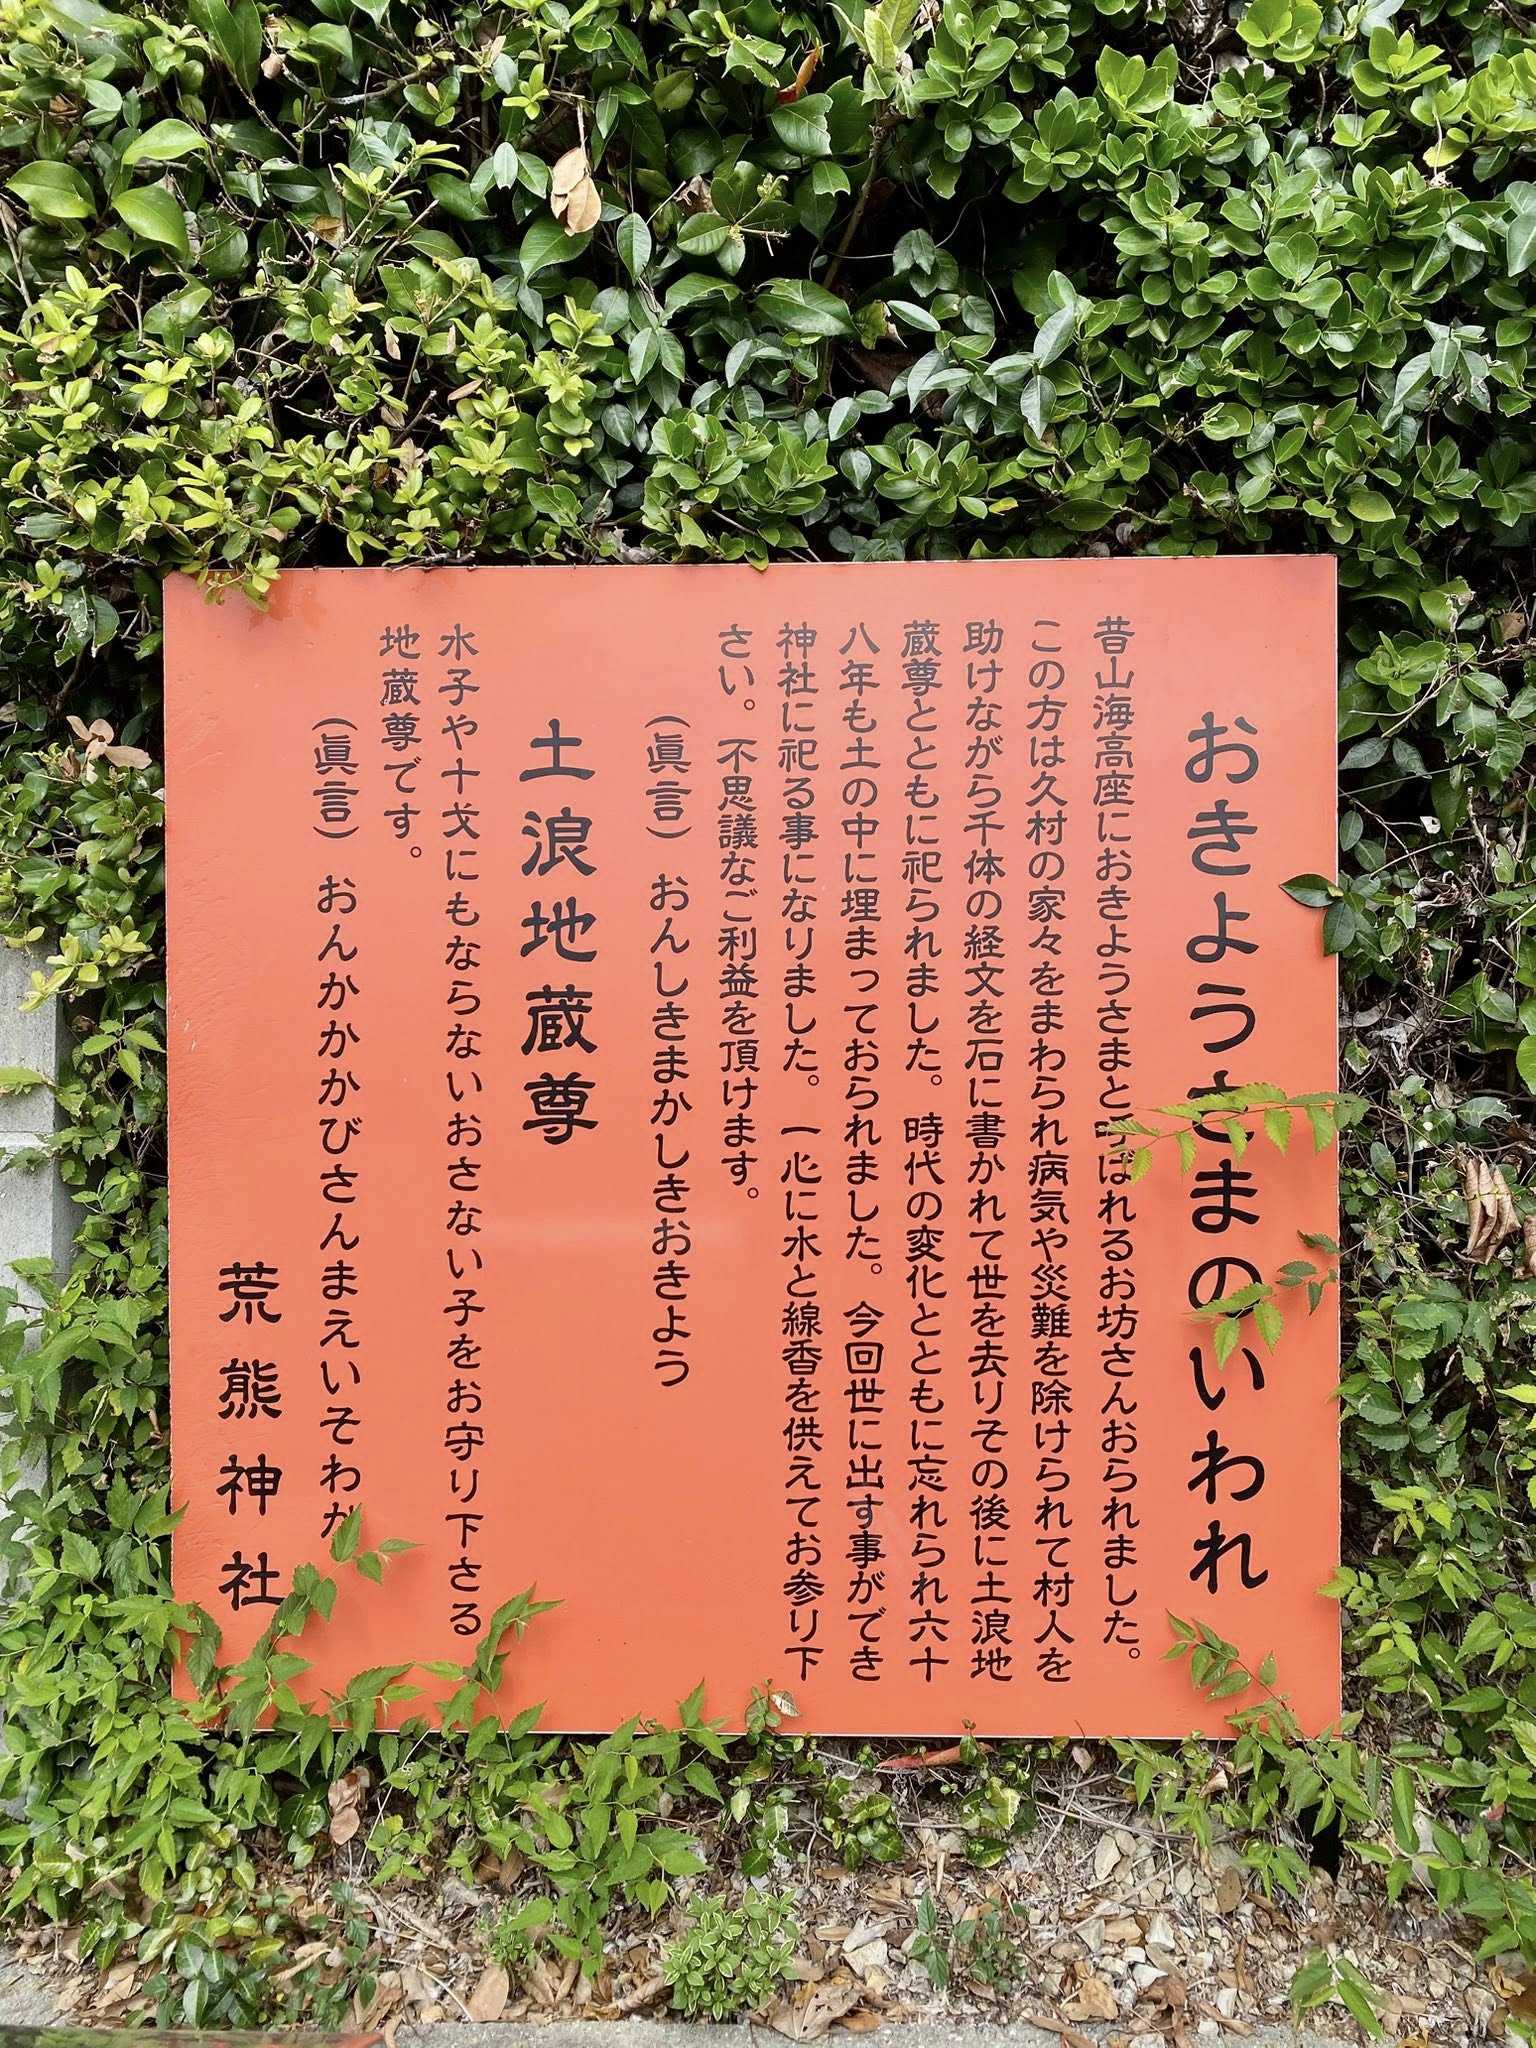 おきようさまのいわれ
昔山海高座におきようさまと呼ばれるお坊さんおられました。
この方は久村の家々をまわられ病気や災難を除けられて村人を
助けながら千体の経文を石に書かれて世を去りその後に土浪地
蔵尊とともに祀られました。時代の変化とともに忘れられ六十
八年も土の中に埋まっておられました。今回世に出す事ができ
神社に祀る事になりました。一心に水と線香を供えてお参り下
さい。不思議なご利益を頂けます。
(眞言) おんしきまかしきおきよう
土浪地蔵尊
水子や十才にもならないおさない子をお守り下さる
地蔵尊です。
(眞言) おんかかかびさんまえいそわか
荒熊神社